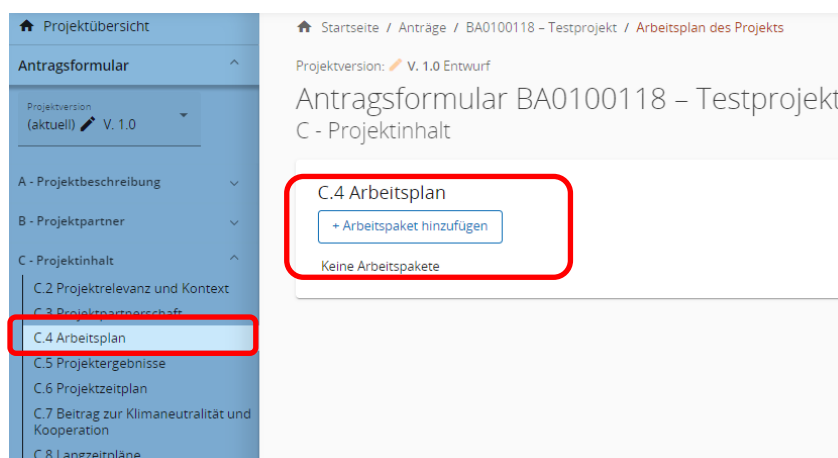 Projektübersicht
Antragsformular
Projektversion
(aktuell) V. 1.0
A - Projektbeschreibung
B - Projektpartner
C - Projektinhalt
C.2 Projektrelevanz und Kontext
C.3 Projektpartnerschaft
C.4 Arbeitsplan
C.5 Projektergebnisse
C.6 Projektzeitplan
C.7 Beitrag zur Klimaneutralität und
Kooperation
C.8 Langzeitpläne
Startseite / Anträge / BA0100118 – Testprojekt / Arbeitsplan des Projekts
Projektversion: V. 1.0 Entwurf
Antragsformular BA0100118 – Testprojekt
C - Projektinhalt
C.4 Arbeitsplan
+ Arbeitspaket hinzufügen
Keine Arbeitspakete